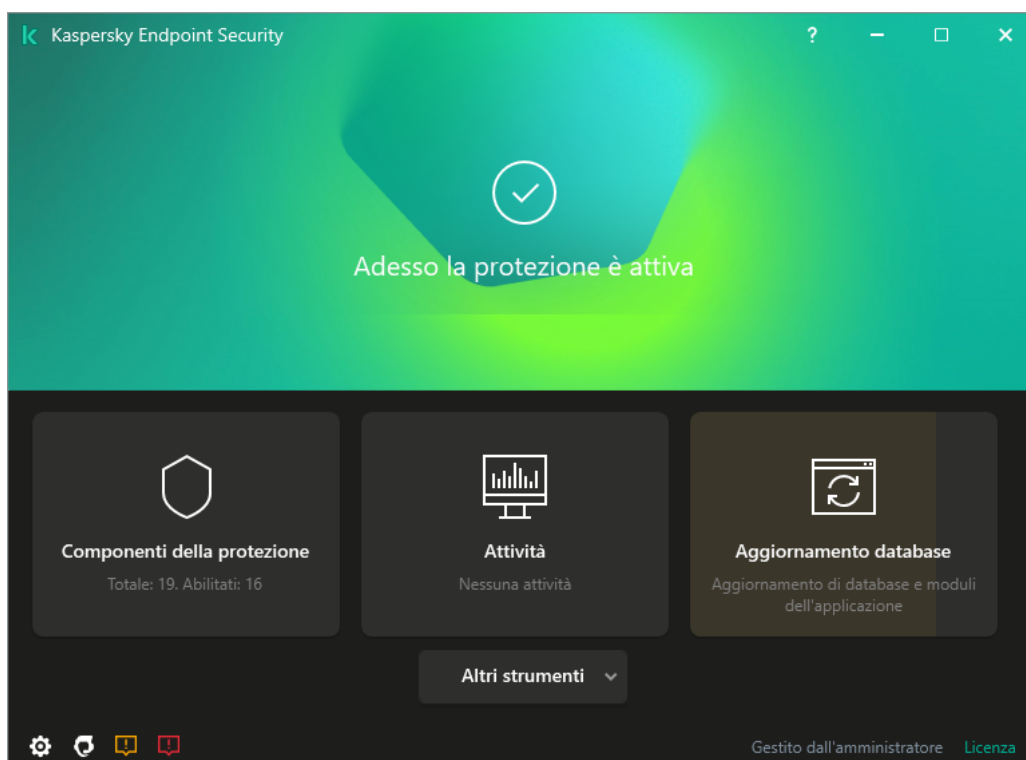 Kaspersky Endpoint Security
Adesso la protezione è attiva
Componenti della protezione
Totale: 19. Abilitati: 16
Attività
Nessuna attività
Aggiornamento database
Aggiornamento di database e moduli
dell'applicazione
Altri strumenti
Gestito dall'amministratore Licenza